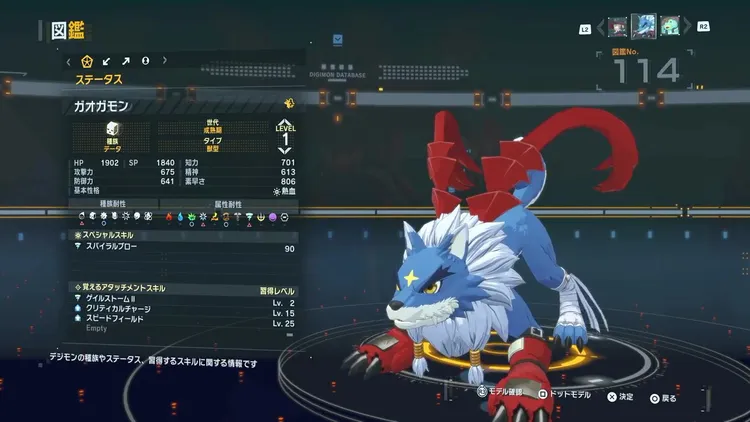 図鑑
L2
R2
図鑑No.
114
ステータス
DIGIMON DATABASE
ガオガモン
種族
データ
世代
成熟期
タイプ
獣型
LEVEL
1
HP 1902 SP 1840 知力 701
攻撃力 675 精神 613
防御力 641 素早さ 806
基本性格 熱血
種族耐性 属性耐性
スペシャルスキル
スパイラルブロー 90
覚えるアタッチメントスキル 習得レベル
ゲイルストームⅡ Lv. 2
クリティカルチャージ Lv. 15
スピードフィールド Lv. 25
Empty
デジモンの種族やステータス、習得するスキルに関する情報です
モデル確認 ドットモデル 決定 戻る